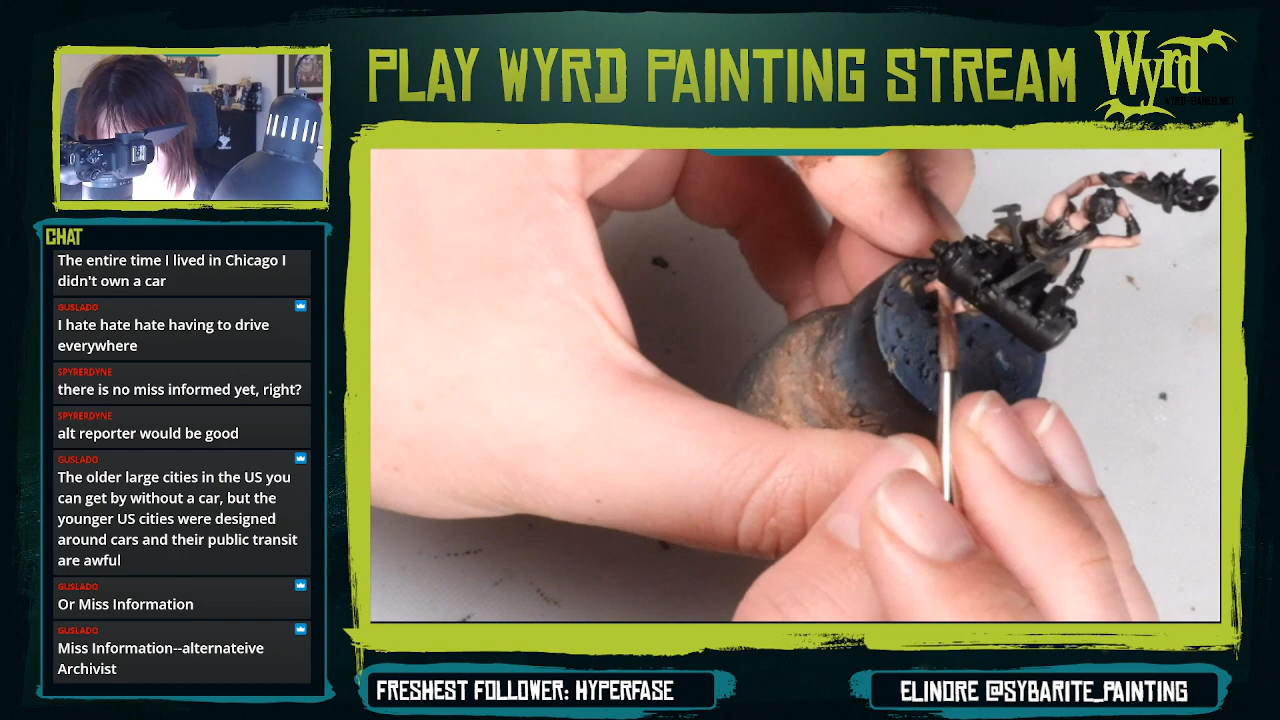 PLAY WYRD PAINTING STREAM
Wyrd
WYRD-GAMES.NET
CHAT
The entire time I lived in Chicago I
didn't own a car
GUSLADO
I hate hate hate having to drive
everywhere
SPYRERDYNE
there is no miss informed yet, right?
SPYRERDYNE
alt reporter would be good
GUSLADO
The older large cities in the US you
can get by without a car, but the
younger US cities were designed
around cars and their public transit
are awful
GUSLADO
Or Miss Information
GUSLADO
Miss Information--alternateive
Archivist
FRESHEST FOLLOWER: HYPERFASE
ELINORE @SYBARITE_PAINTING